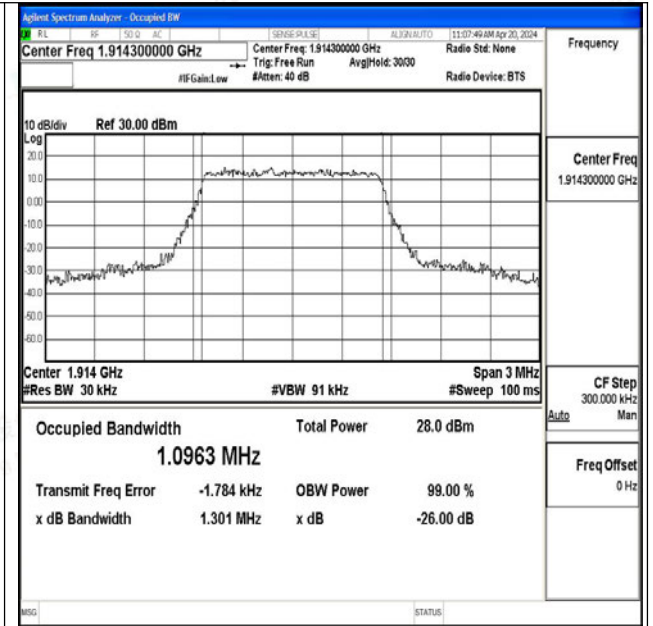 Agilent Spectrum Analyzer - Occupied BW
RL RF 50 Ω AC SENSE:PULSE ALIGN AUTO 11:07:49 AM Apr 20, 2024
Center Freq 1.914300000 GHz
Center Freq: 1.914300000 GHz
Radio Std: None
Trig: Free Run Avg|Hold: 30/30
#IFGain:Low #Atten: 40 dB Radio Device: BTS
Frequency
10 dB/div Ref 30.00 dBm
Log
20.0
10.0
0.00
-10.0
-20.0
-30.0
-40.0
-50.0
-60.0
Center 1.914 GHz Span 3 MHz
#Res BW 30 kHz #VBW 91 kHz #Sweep 100 ms
Occupied Bandwidth Total Power 28.0 dBm
1.0963 MHz
Transmit Freq Error -1.784 kHz OBW Power 99.00 %
x dB Bandwidth 1.301 MHz x dB -26.00 dB
Center Freq
1.914300000 GHz
CF Step
300.000 kHz
Auto Man
Freq Offset
0 Hz
MSG STATUS